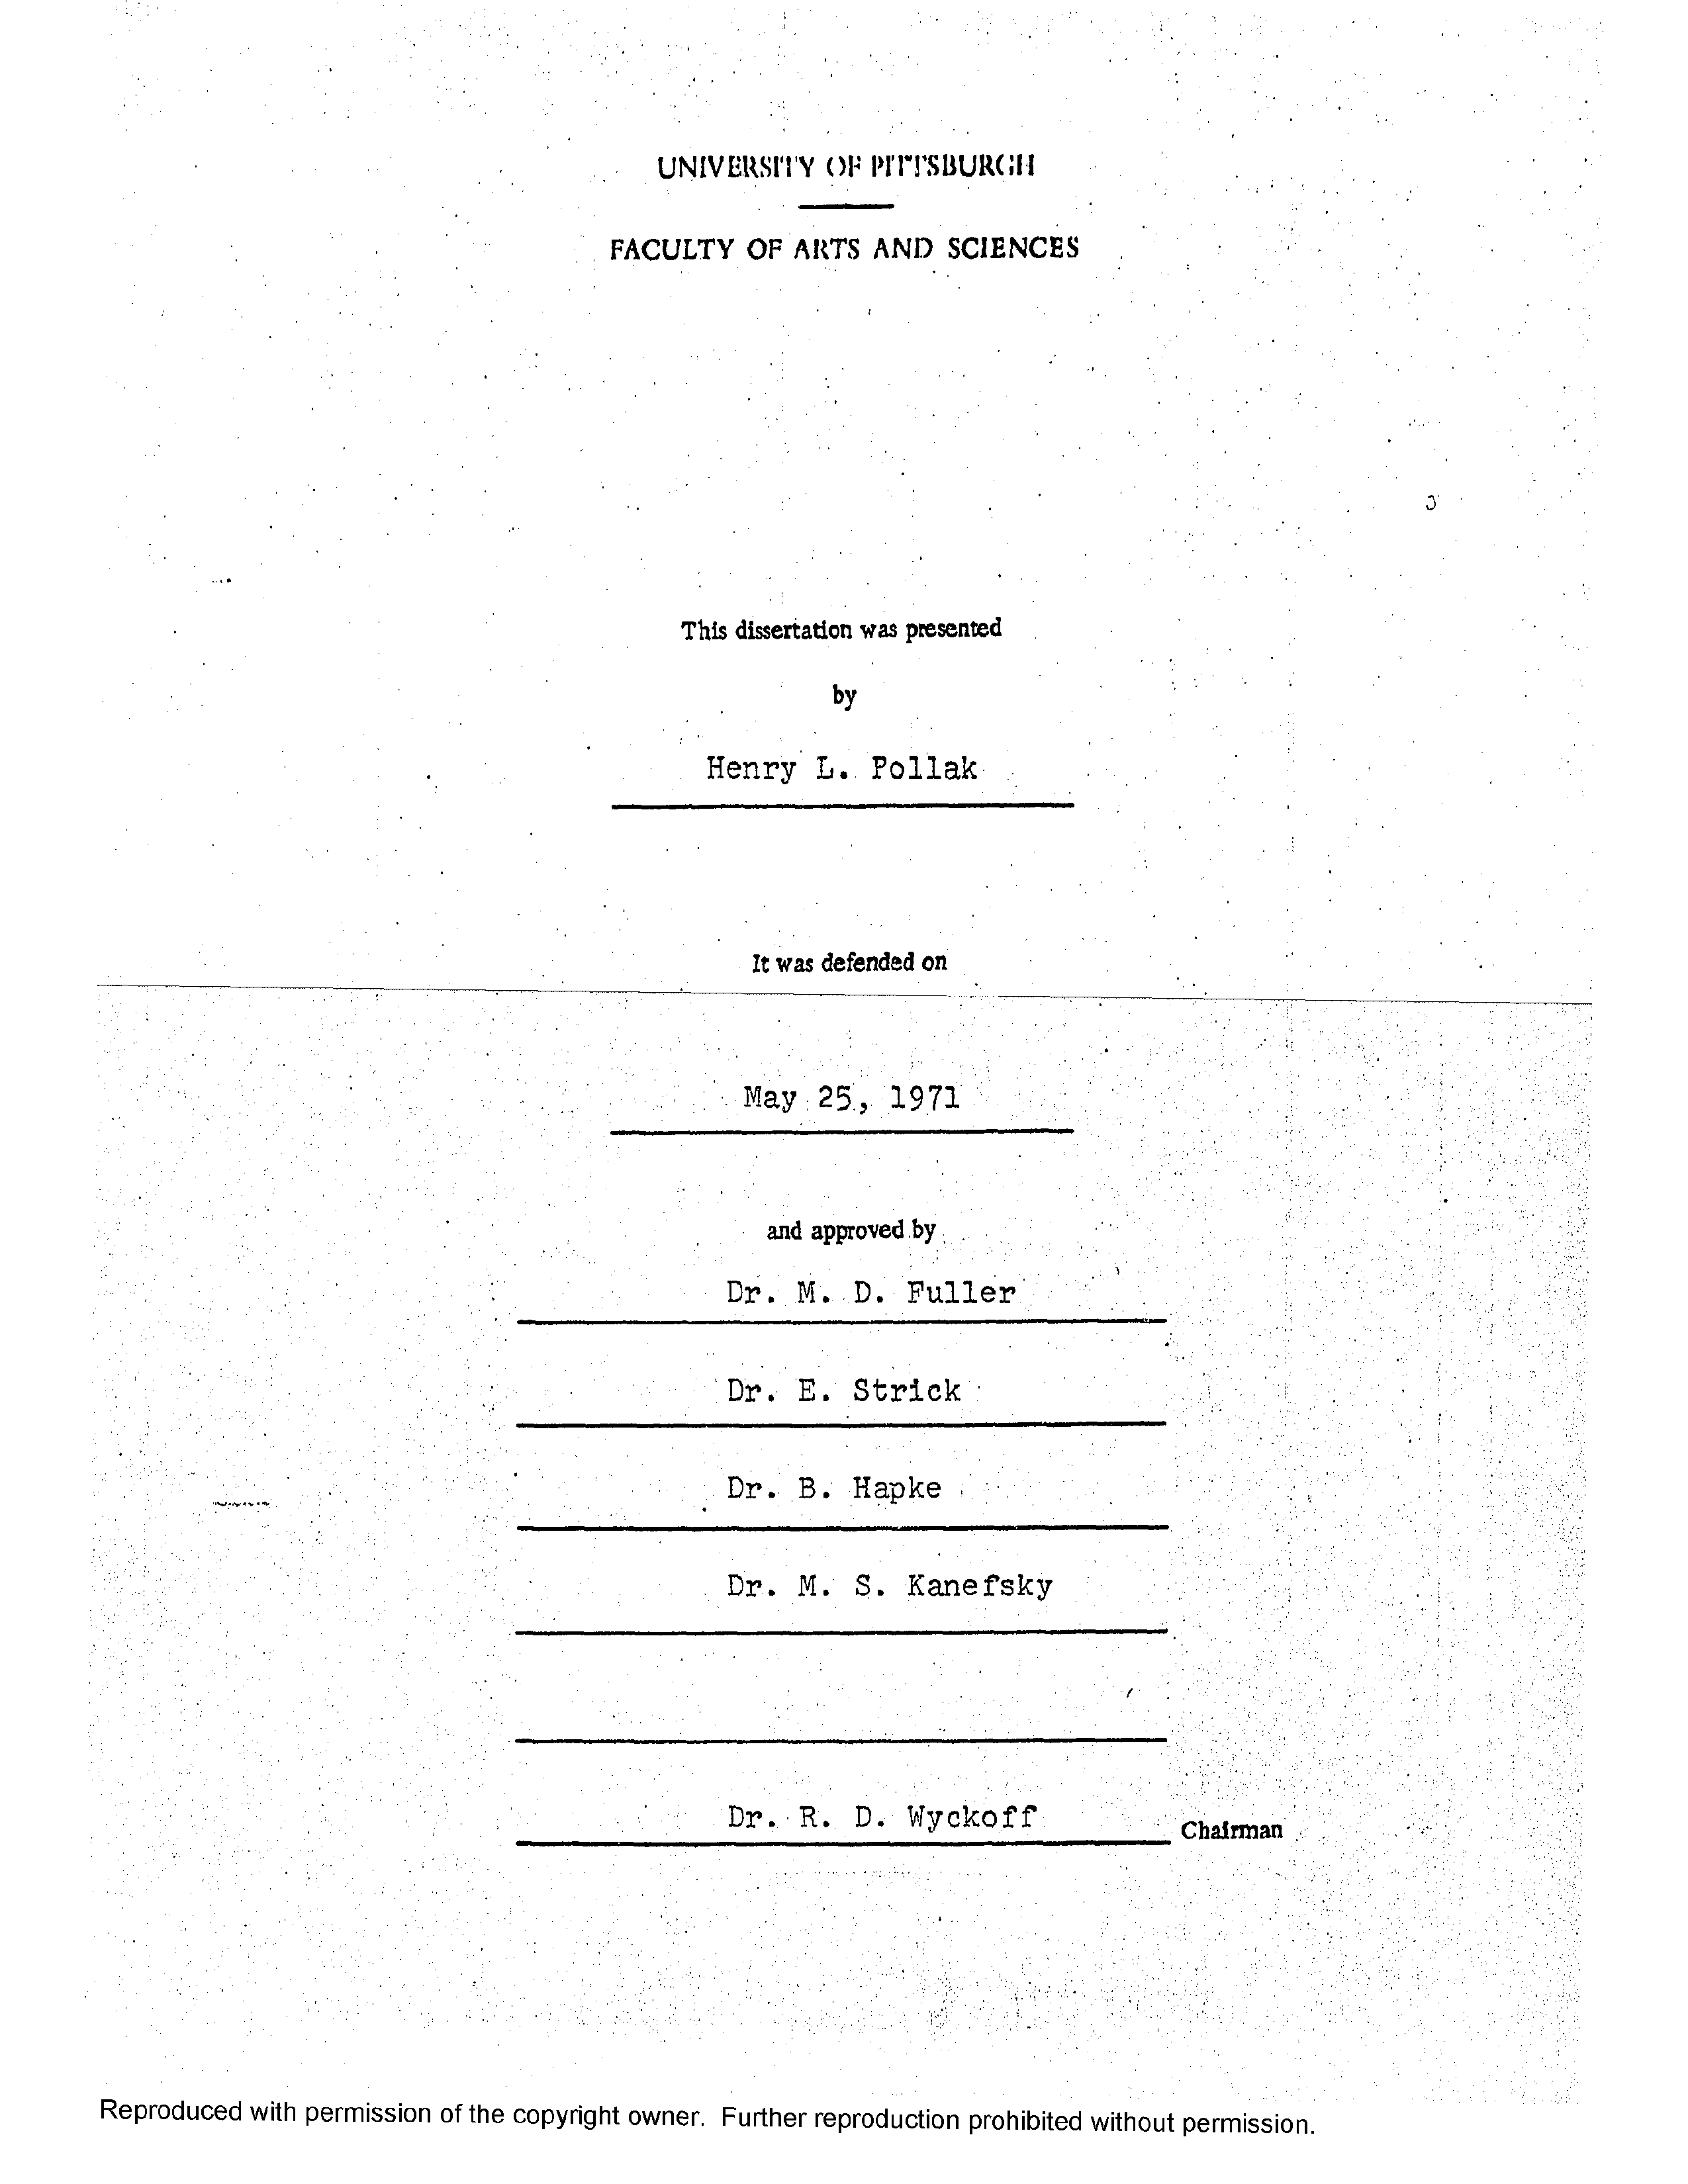 UNIVERSITY OF PITTSBURGH
FACULTY OF ARTS AND SCIENCES
This dissertation was presented
by
Henry L. Pollak
It was defended on
May 25, 1971
and approved by
Dr. M. D. Fuller
Dr. E. Strick
Dr. B. Hapke
Dr. M. S. Kanefsky
Dr. R. D. Wyckoff Chairman
Reproduced with permission of the copyright owner. Further reproduction prohibited without permission.